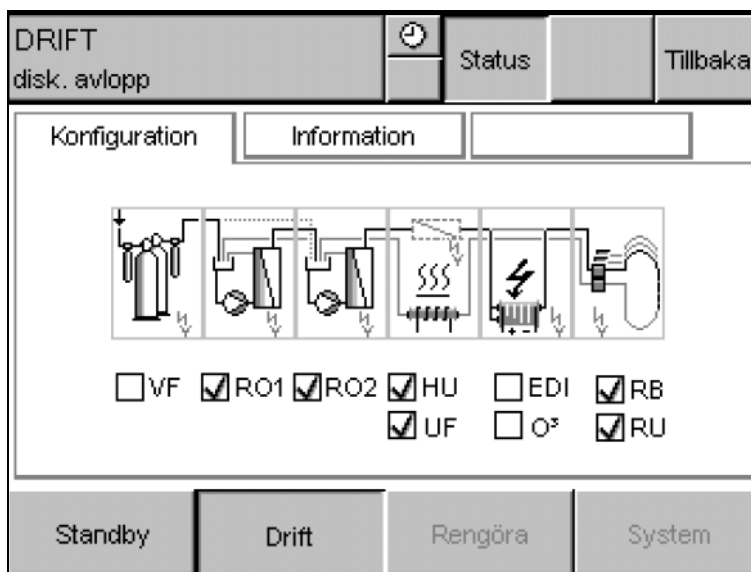 DRIFT
disk. avlopp
Status
Tillbaka
Konfiguration
Information
+ -
VF RO1 RO2 HU EDI RB
UF O³ RU
Standby
Drift
Rengöra
System